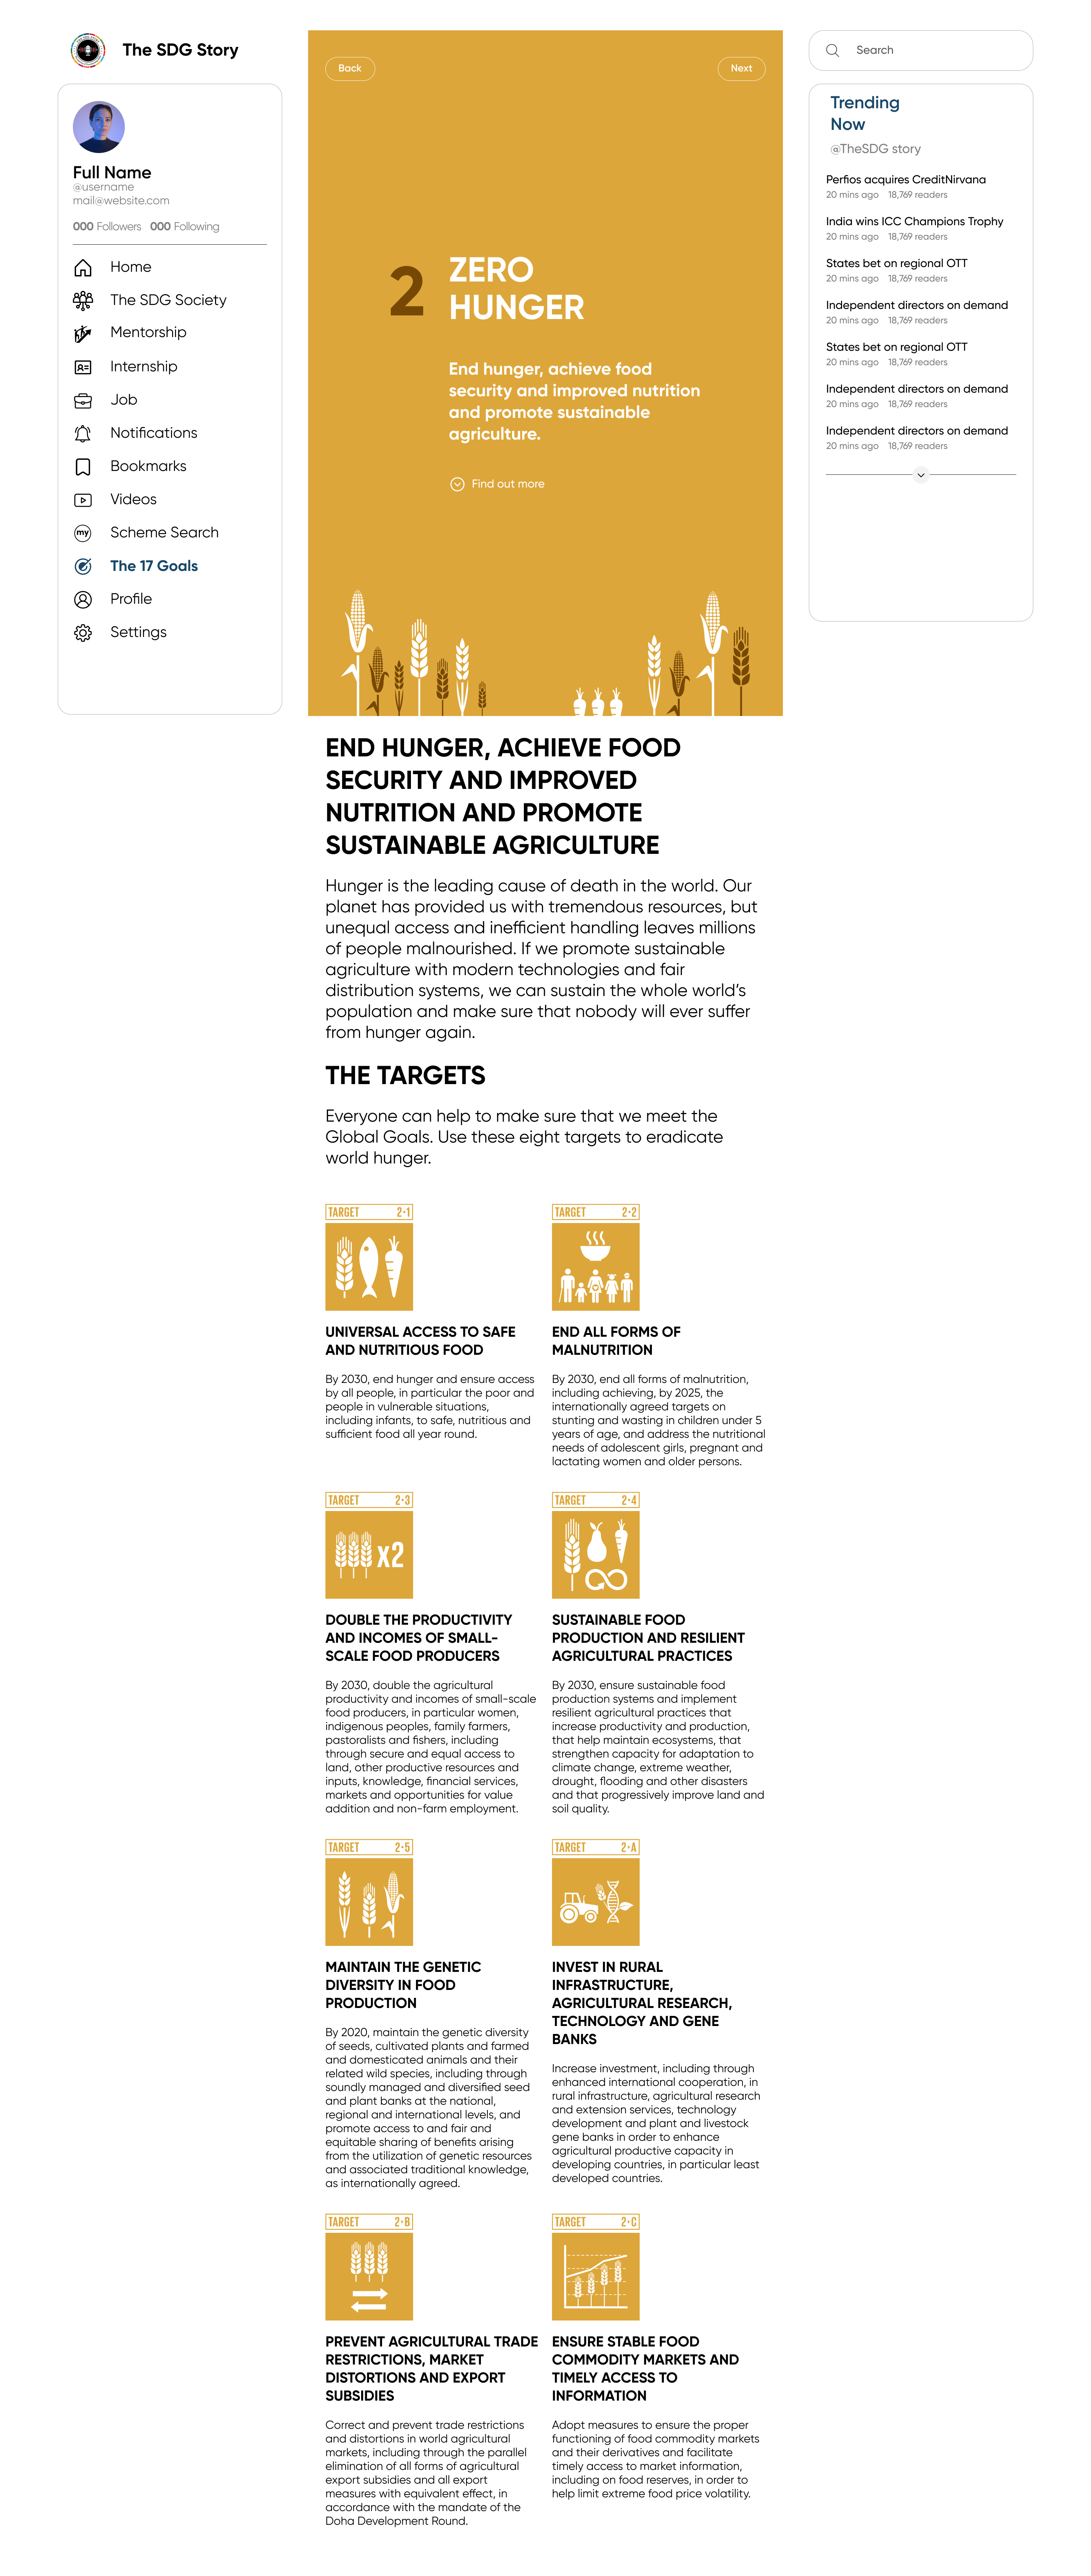 The SDG Story
Full Name
@username
mail@website.com
000 Followers 000 Following
Home
The SDG Society
Mentorship
Internship
Job
Notifications
Bookmarks
Videos
my Scheme Search
The 17 Goals
Profile
Settings
Back
Next
2
ZERO
HUNGER
End hunger, achieve food
security and improved nutrition
and promote sustainable
agriculture.
Find out more
Search
Trending
Now
@TheSDG story
Perfios acquires CreditNirvana
20 mins ago 18,769 readers
India wins ICC Champions Trophy
20 mins ago 18,769 readers
States bet on regional OTT
20 mins ago 18,769 readers
Independent directors on demand
20 mins ago 18,769 readers
States bet on regional OTT
20 mins ago 18,769 readers
Independent directors on demand
20 mins ago 18,769 readers
Independent directors on demand
20 mins ago 18,769 readers
END HUNGER, ACHIEVE FOOD
SECURITY AND IMPROVED
NUTRITION AND PROMOTE
SUSTAINABLE AGRICULTURE
Hunger is the leading cause of death in the world. Our
planet has provided us with tremendous resources, but
unequal access and inefficient handling leaves millions
of people malnourished. If we promote sustainable
agriculture with modern technologies and fair
distribution systems, we can sustain the whole world’s
population and make sure that nobody will ever suffer
from hunger again.
THE TARGETS
Everyone can help to make sure that we meet the
Global Goals. Use these eight targets to eradicate
world hunger.
TARGET 2·1
UNIVERSAL ACCESS TO SAFE
AND NUTRITIOUS FOOD
By 2030, end hunger and ensure access
by all people, in particular the poor and
people in vulnerable situations,
including infants, to safe, nutritious and
sufficient food all year round.
TARGET 2·2
END ALL FORMS OF
MALNUTRITION
By 2030, end all forms of malnutrition,
including achieving, by 2025, the
internationally agreed targets on
stunting and wasting in children under 5
years of age, and address the nutritional
needs of adolescent girls, pregnant and
lactating women and older persons.
TARGET 2·3
x2
DOUBLE THE PRODUCTIVITY
AND INCOMES OF SMALL-
SCALE FOOD PRODUCERS
By 2030, double the agricultural
productivity and incomes of small-scale
food producers, in particular women,
indigenous peoples, family farmers,
pastoralists and fishers, including
through secure and equal access to
land, other productive resources and
inputs, knowledge, financial services,
markets and opportunities for value
addition and non-farm employment.
TARGET 2·4
SUSTAINABLE FOOD
PRODUCTION AND RESILIENT
AGRICULTURAL PRACTICES
By 2030, ensure sustainable food
production systems and implement
resilient agricultural practices that
increase productivity and production,
that help maintain ecosystems, that
strengthen capacity for adaptation to
climate change, extreme weather,
drought, flooding and other disasters
and that progressively improve land and
soil quality.
TARGET 2·5
MAINTAIN THE GENETIC
DIVERSITY IN FOOD
PRODUCTION
By 2020, maintain the genetic diversity
of seeds, cultivated plants and farmed
and domesticated animals and their
related wild species, including through
soundly managed and diversified seed
and plant banks at the national,
regional and international levels, and
promote access to and fair and
equitable sharing of benefits arising
from the utilization of genetic resources
and associated traditional knowledge,
as internationally agreed.
TARGET 2·A
INVEST IN RURAL
INFRASTRUCTURE,
AGRICULTURAL RESEARCH,
TECHNOLOGY AND GENE
BANKS
Increase investment, including through
enhanced international cooperation, in
rural infrastructure, agricultural research
and extension services, technology
development and plant and livestock
gene banks in order to enhance
agricultural productive capacity in
developing countries, in particular least
developed countries.
TARGET 2·B
PREVENT AGRICULTURAL TRADE
RESTRICTIONS, MARKET
DISTORTIONS AND EXPORT
SUBSIDIES
Correct and prevent trade restrictions
and distortions in world agricultural
markets, including through the parallel
elimination of all forms of agricultural
export subsidies and all export
measures with equivalent effect, in
accordance with the mandate of the
Doha Development Round.
TARGET 2·C
ENSURE STABLE FOOD
COMMODITY MARKETS AND
TIMELY ACCESS TO
INFORMATION
Adopt measures to ensure the proper
functioning of food commodity markets
and their derivatives and facilitate
timely access to market information,
including on food reserves, in order to
help limit extreme food price volatility.